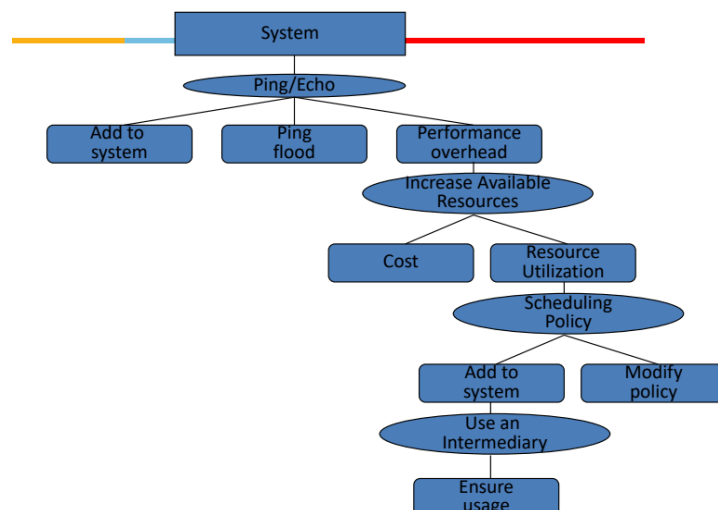 System
Ping/Echo
Add to
system
Ping
flood
Performance
overhead
Increase Available
Resources
Cost
Resource
Utilization
Scheduling
Policy
Add to
system
Modify
policy
Use an
Intermediary
Ensure
usage